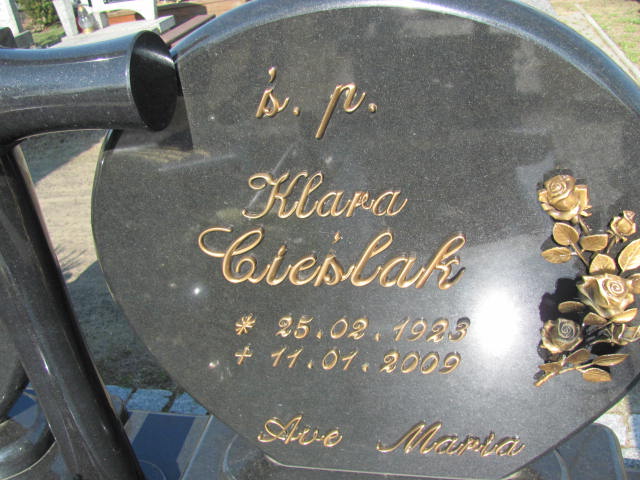 ś. p.
Klara
Cieślak
* 25.02.1923
+ 11.01.2009
Ave Maria